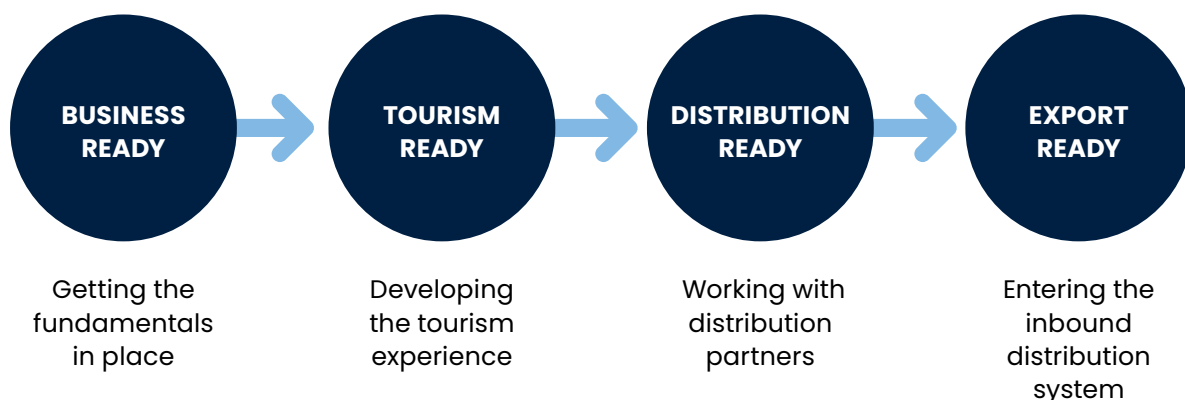 BUSINESS
READY
TOURISM
READY
DISTRIBUTION
READY
EXPORT
READY
Getting the
fundamentals
in place
Developing
the tourism
experience
Working with
distribution
partners
Entering the
inbound
distribution
system